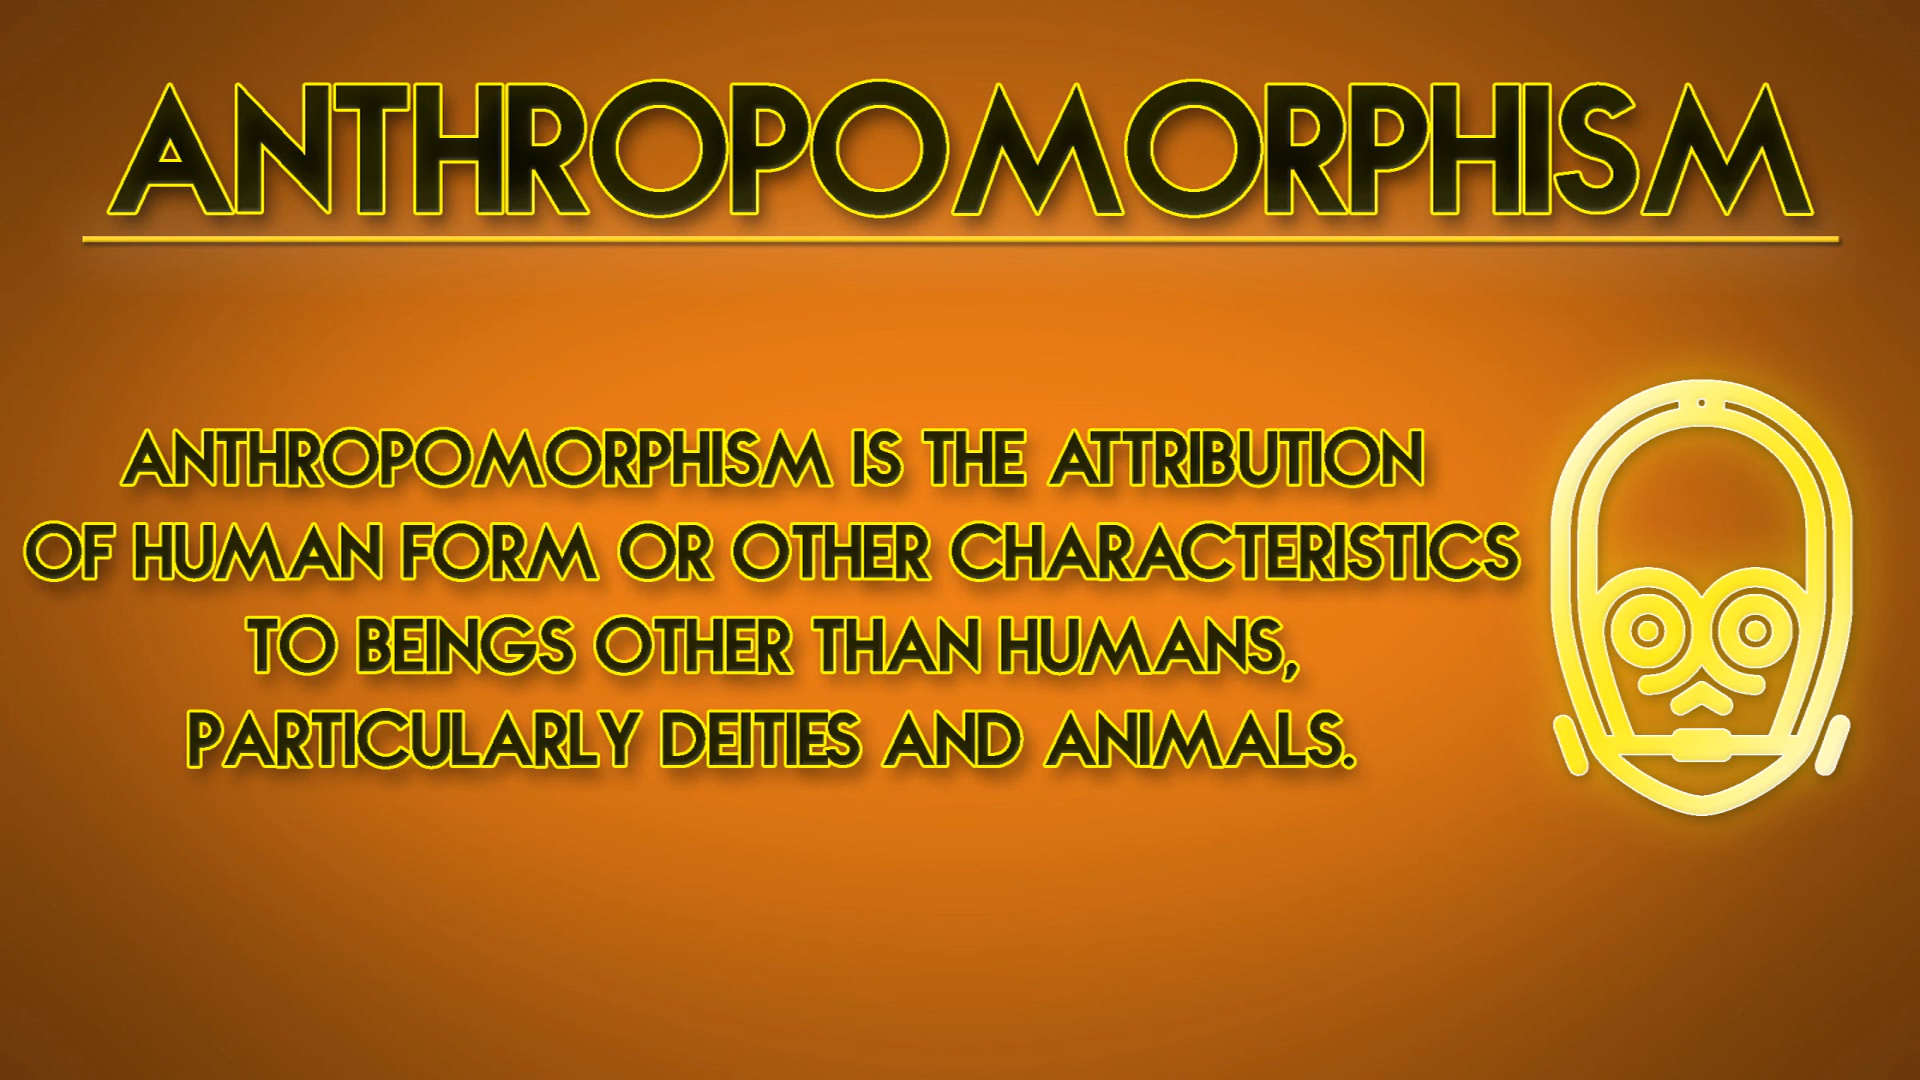 ANTHROPOMORPHISM
ANTHROPOMORPHISM IS THE ATTRIBUTION
OF HUMAN FORM OR OTHER CHARACTERISTICS
TO BEINGS OTHER THAN HUMANS,
PARTICULARLY DEITIES AND ANIMALS.